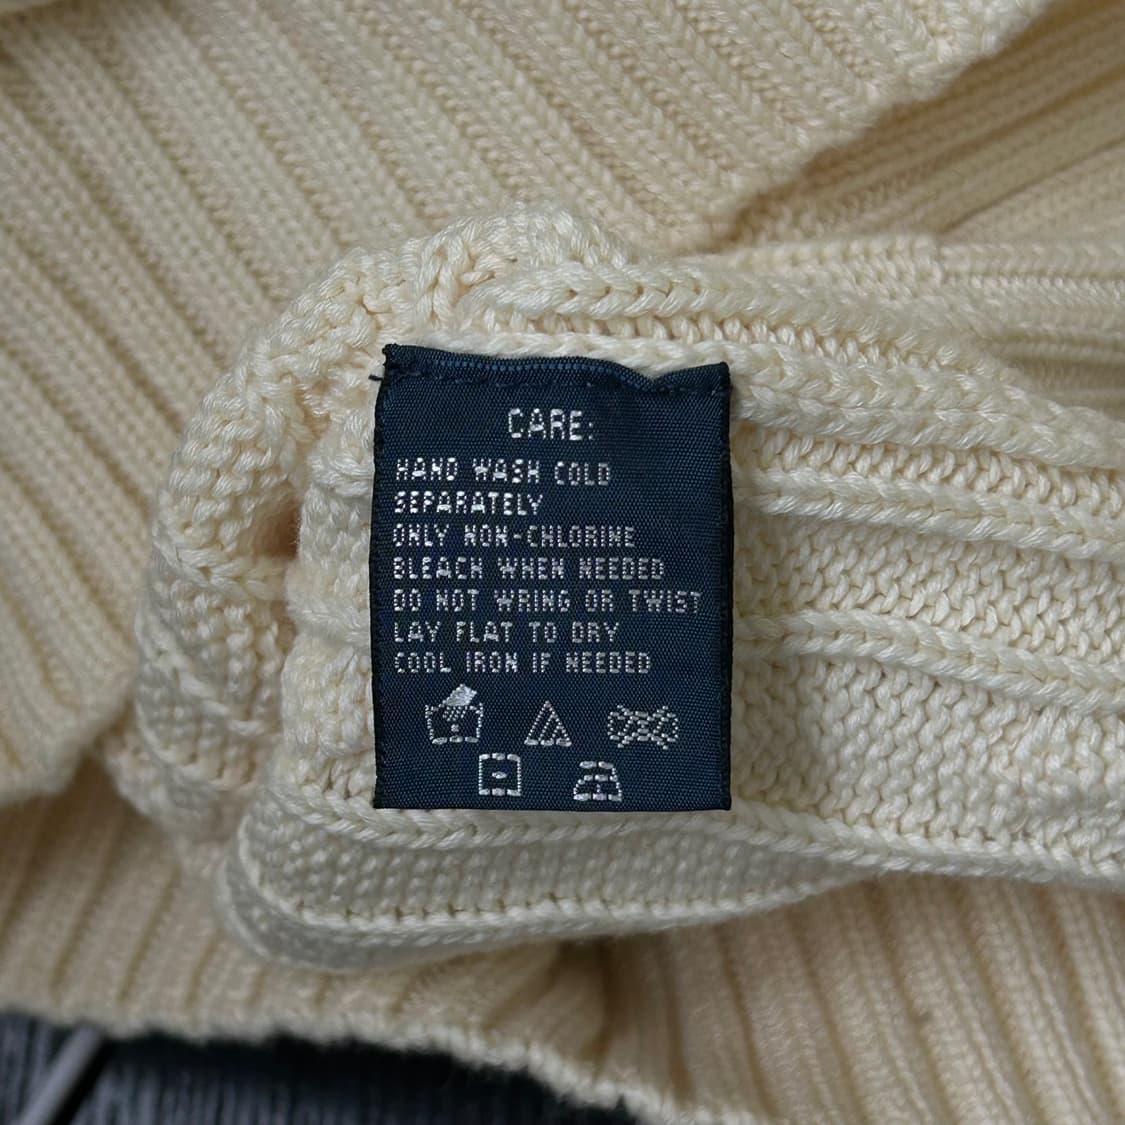 CARE:
HAND WASH COLD
SEPARATELY
ONLY NON-CHLORINE
BLEACH WHEN NEEDED
DO NOT WRING OR TWIST
LAY FLAT TO DRY
COOL IRON IF NEEDED